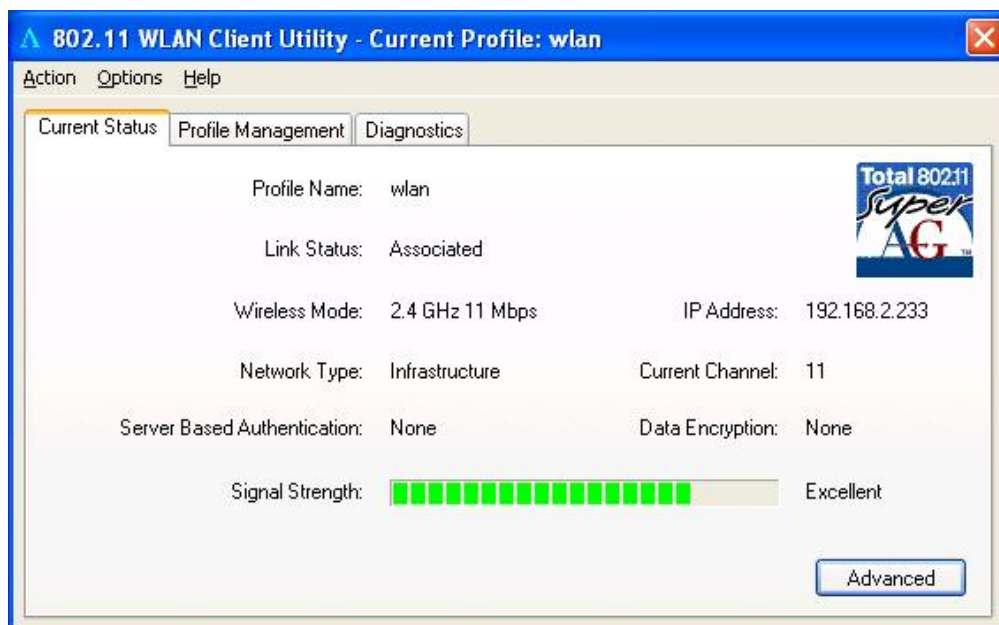 802.11 WLAN Client Utility - Current Profile: wlan
Action Options Help
Current Status Profile Management Diagnostics
Total 802.11
Super
AG™
Profile Name: wlan
Link Status: Associated
Wireless Mode: 2.4 GHz 11 Mbps IP Address: 192.168.2.233
Network Type: Infrastructure Current Channel: 11
Server Based Authentication: None Data Encryption: None
Signal Strength: Excellent
Advanced